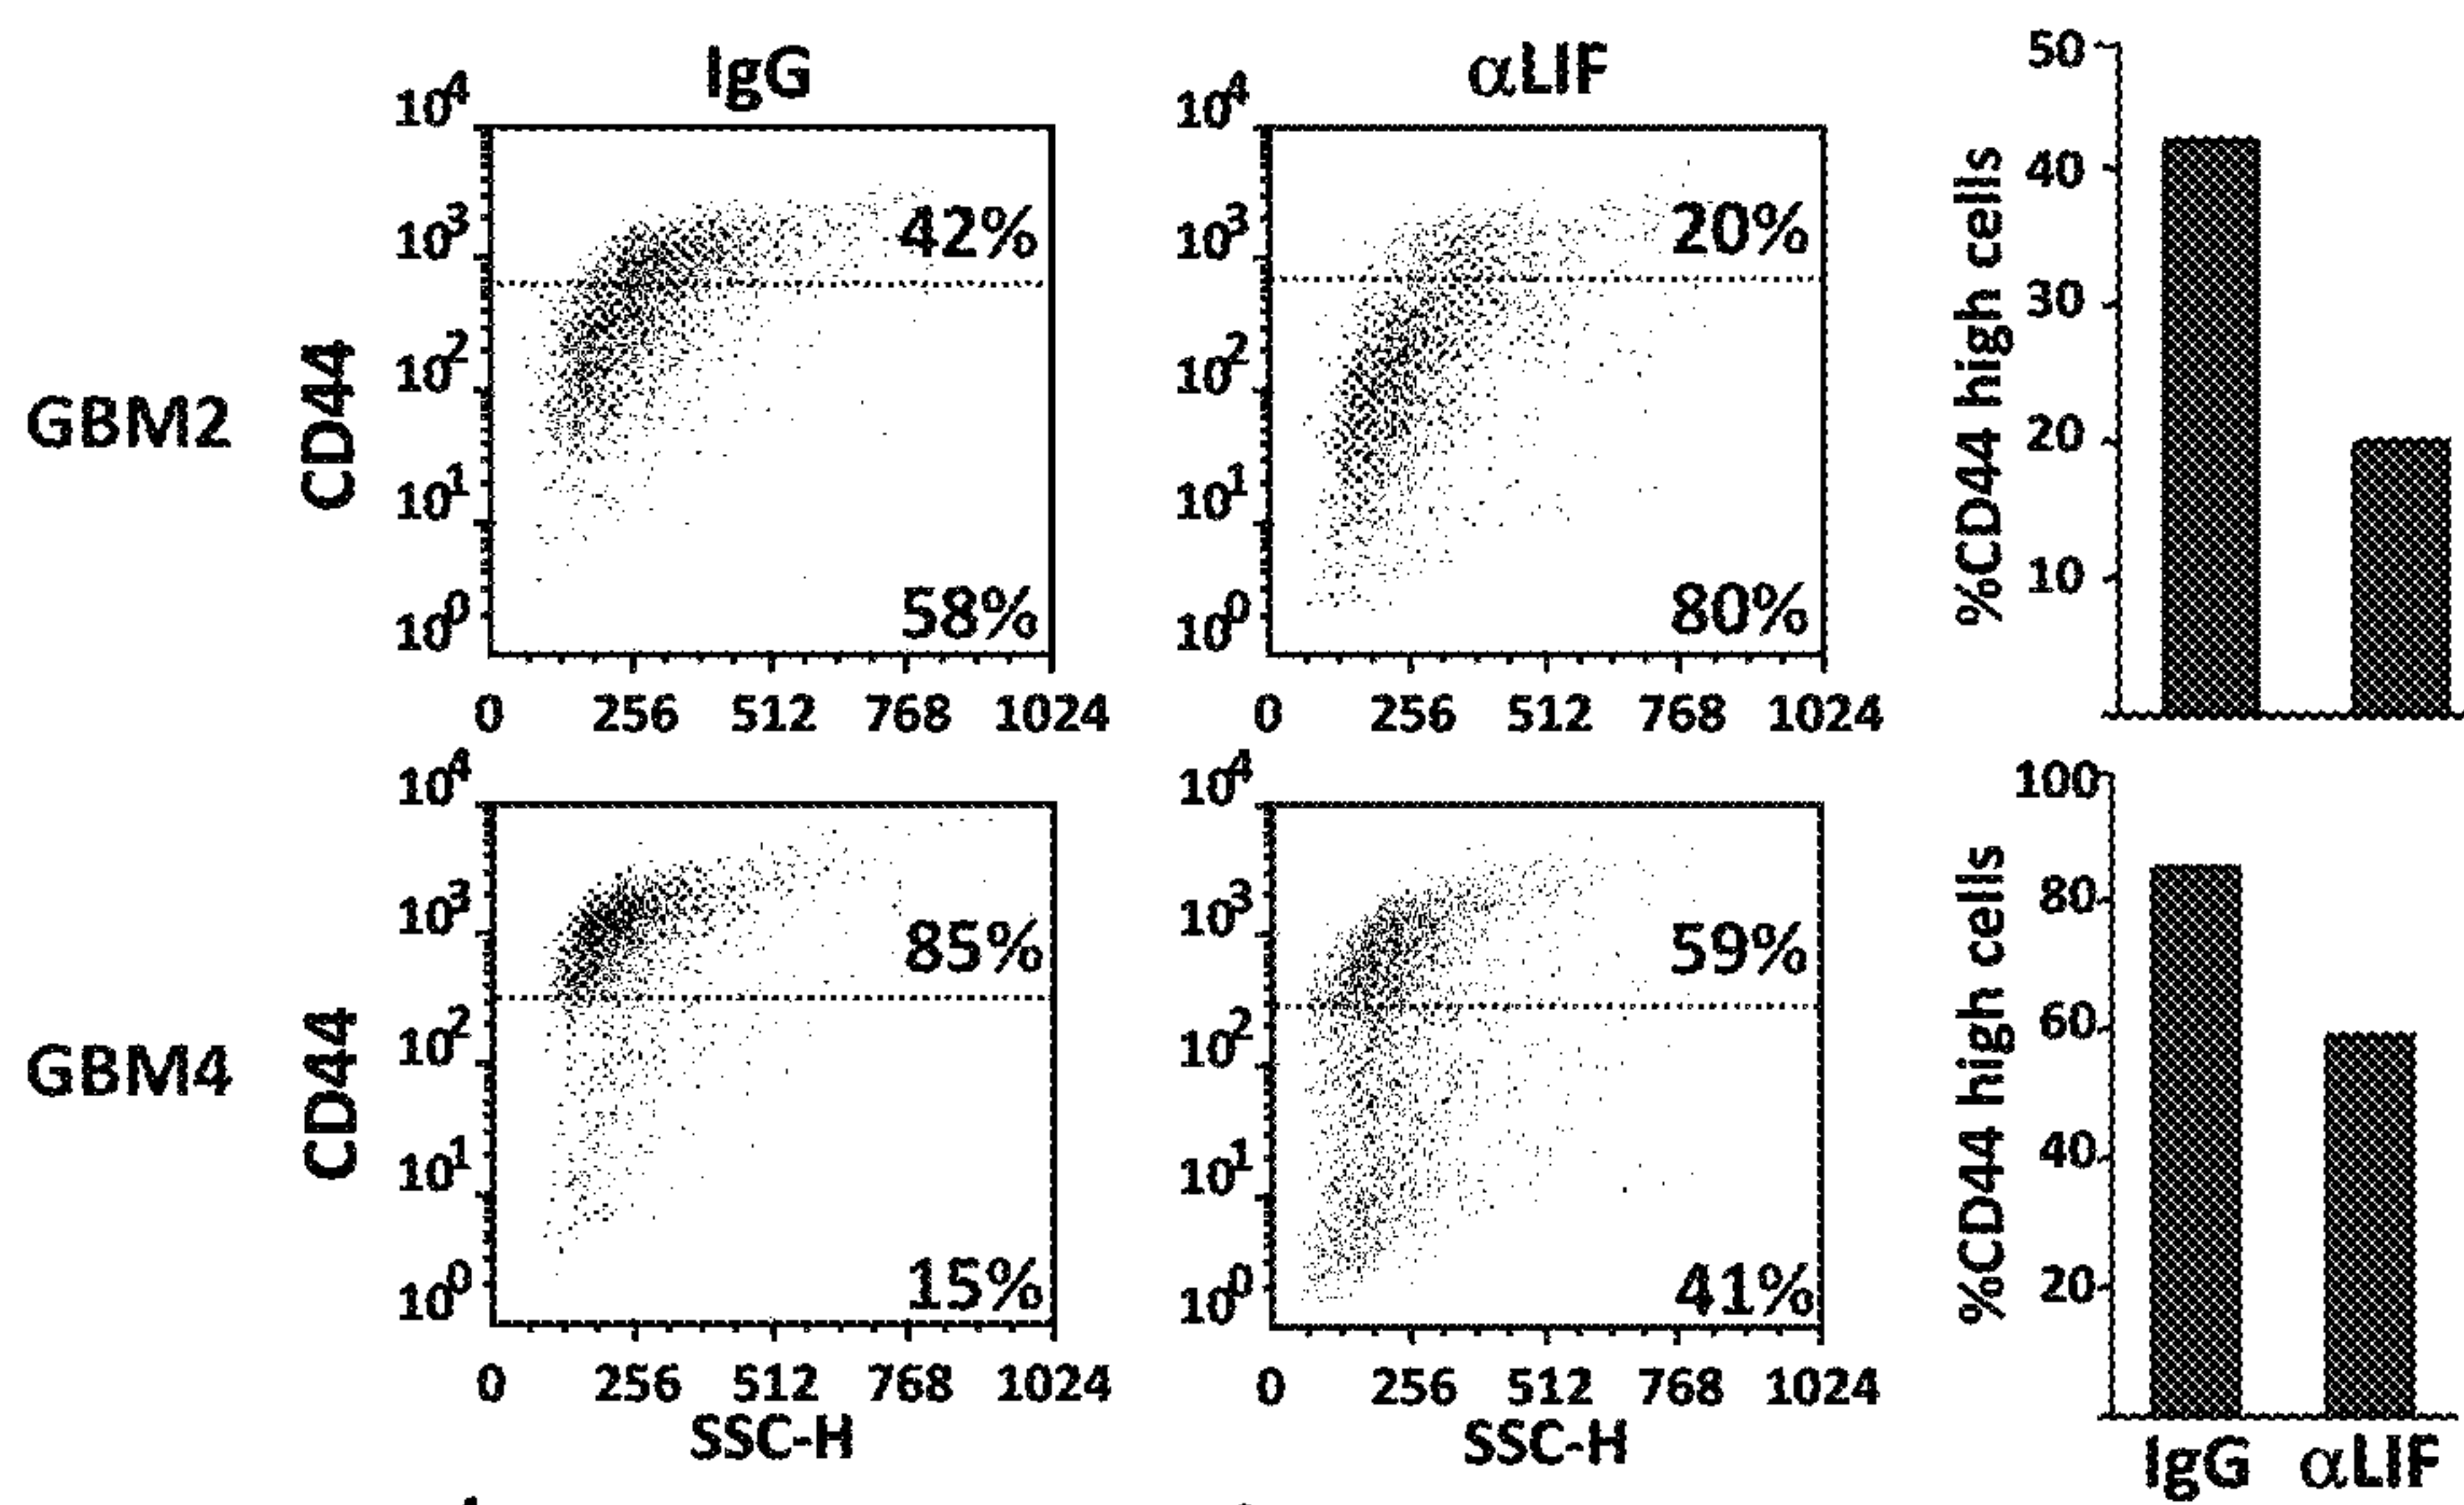 IgG
αLIF
GBM2
CD44
10⁴
10³
10²
10¹
10⁰
42%
58%
0 256 512 768 1024
10⁴
10³
10²
10¹
10⁰
20%
80%
0 256 512 768 1024
%CD44 high cells
50
40
30
20
10
GBM4
CD44
10⁴
10³
10²
10¹
10⁰
85%
15%
0 256 512 768 1024
SSC-H
10⁴
10³
10²
10¹
10⁰
59%
41%
0 256 512 768 1024
SSC-H
%CD44 high cells
100
80
60
40
20
IgG αLIF